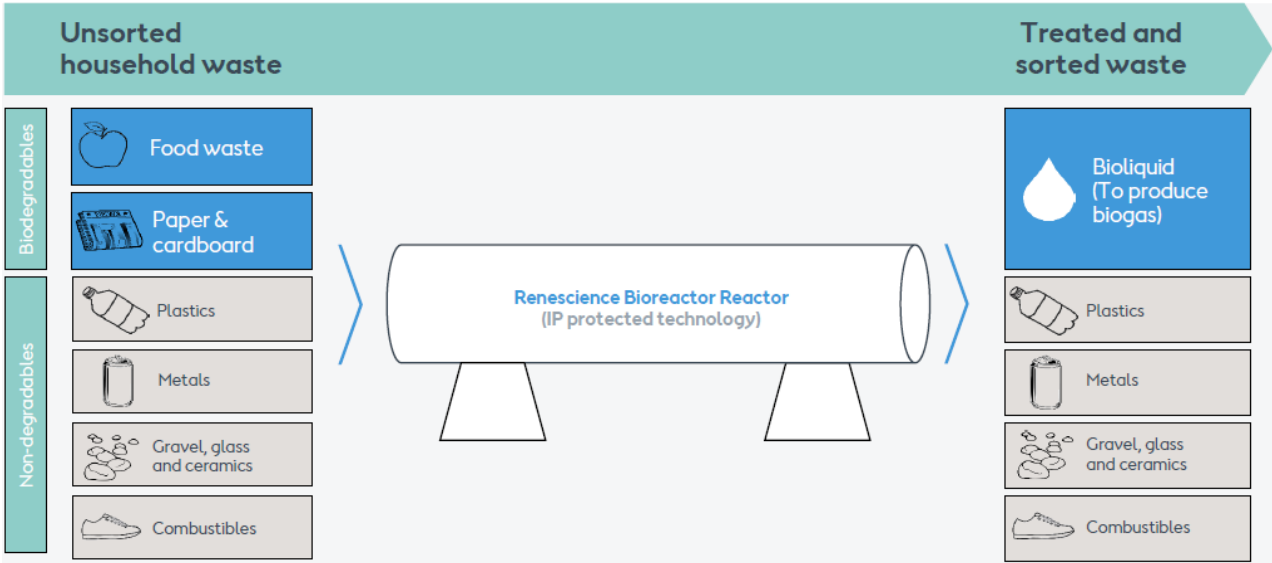 Unsorted
household waste
Treated and
sorted waste
Biodegradables
Food waste
Paper &
cardboard
Non-degradables
Plastics
Metals
Gravel, glass
and ceramics
Combustibles
Renescience Bioreactor Reactor
(IP protected technology)
Bioliquid
(To produce
biogas)
Plastics
Metals
Gravel, glass
and ceramics
Combustibles